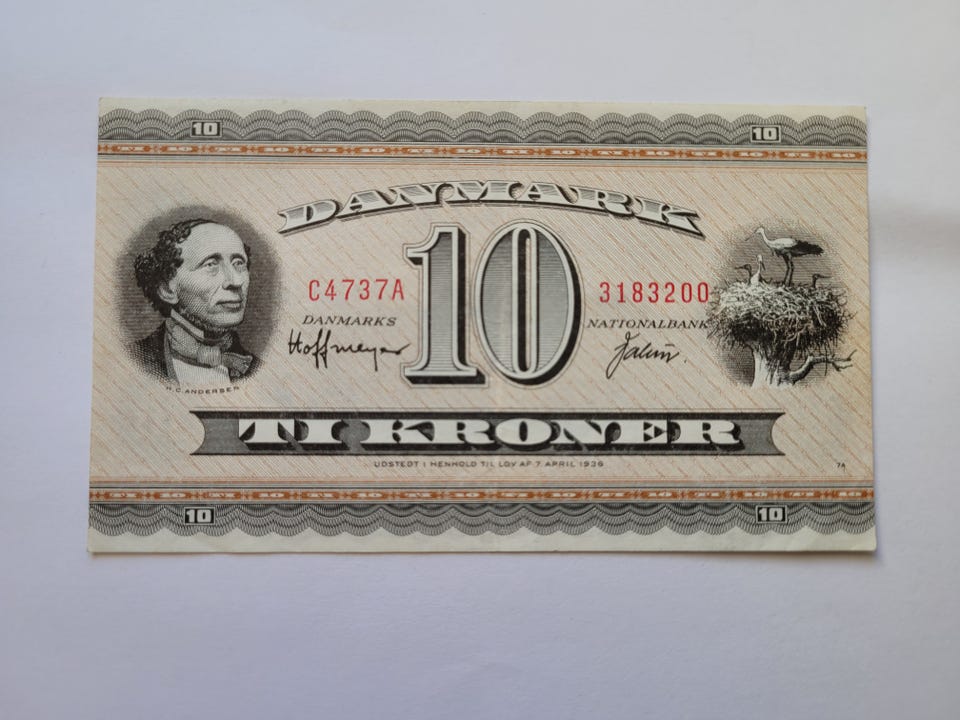 10 10
DANMARK
10
C4737A 3183200
DANMARKS NATIONALBANK
Hoffmeyer
H.C. ANDERSEN
TI KRONER
UDSTEDT I HENHOLD TIL LOV AF 7 APRIL 1936
7A
10 10